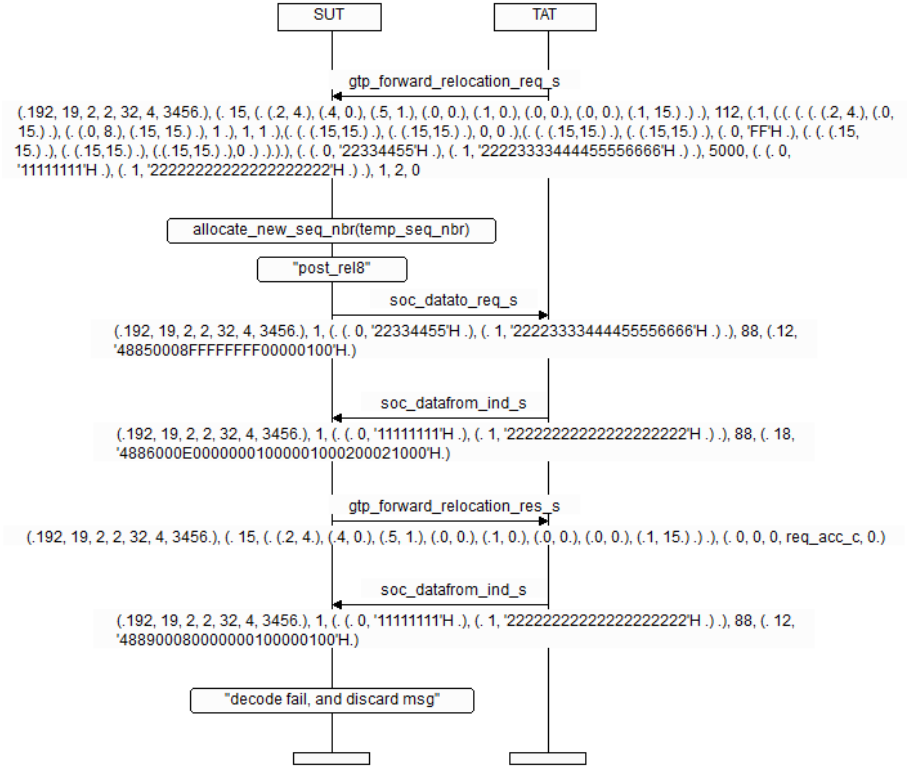 SUT TAT
gtp_forward_relocation_req_s
(.192, 19, 2, 2, 32, 4, 3456.), (. 15, (. (.2, 4.), (.4, 0.), (.5, 1.), (.0, 0.), (.1, 0.), (.0, 0.), (.0, 0.), (.1, 15.) .) .), 112, (.1, (.(. (. (. (.2, 4.), (.0,
15.) .), (. (.0, 8.), (.15, 15.) .), 1 .), 1, 1 .),(. (. (.15,15.) .), (. (.15,15.) .), 0, 0 .),(. (. (.15,15.) .), (. (.15,15.) .), (. 0, 'FF'H .), (. (. (.15,
15.) .), (. (.15,15.) .), (.(.15,15.) .),0 .) .).).), (. (. 0, '22334455'H .), (. 1, '22223333444455556666'H .) .), 5000, (. (. 0,
'11111111'H .), (. 1, '22222222222222222222'H .) .), 1, 2, 0
allocate_new_seq_nbr(temp_seq_nbr)
"post_rel8"
soc_datato_req_s
(.192, 19, 2, 2, 32, 4, 3456.), 1, (. (. 0, '22334455'H .), (. 1, '22223333444455556666'H .) .), 88, (.12,
'48850008FFFFFFFF00000100'H.)
soc_datafrom_ind_s
(.192, 19, 2, 2, 32, 4, 3456.), 1, (. (. 0, '11111111'H .), (. 1, '22222222222222222222'H .) .), 88, (. 18,
'4886000E00000001000001000200021000'H.)
gtp_forward_relocation_res_s
(.192, 19, 2, 2, 32, 4, 3456.), (. 15, (. (.2, 4.), (.4, 0.), (.5, 1.), (.0, 0.), (.1, 0.), (.0, 0.), (.0, 0.), (.1, 15.) .) .), (. 0, 0, 0, req_acc_c, 0.)
soc_datafrom_ind_s
(.192, 19, 2, 2, 32, 4, 3456.), 1, (. (. 0, '11111111'H .), (. 1, '22222222222222222222'H .) .), 88, (. 12,
'488900080000000100000100'H.)
"decode fail, and discard msg"